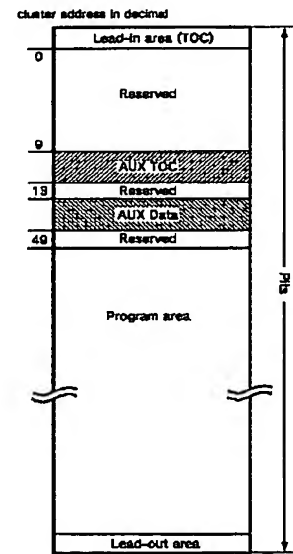 cluster address in decimal
Lead-in area (TOC)
0
Reserved
9
AUX TOC
13
Reserved
AUX Data
49
Reserved
Pits
Program area
Lead-out area